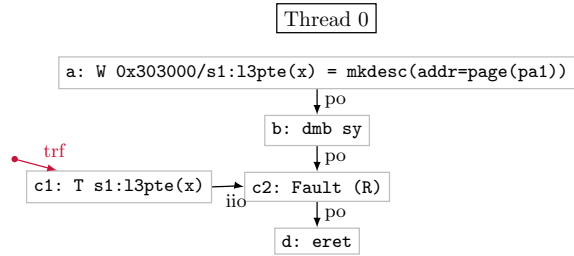 Thread 0
a: W 0x303000/s1:l3pte(x) = mkdesc(addr=page(pa1))
po
b: dmb sy
po
trf
c1: T s1:l3pte(x)
iio
c2: Fault (R)
po
d: eret